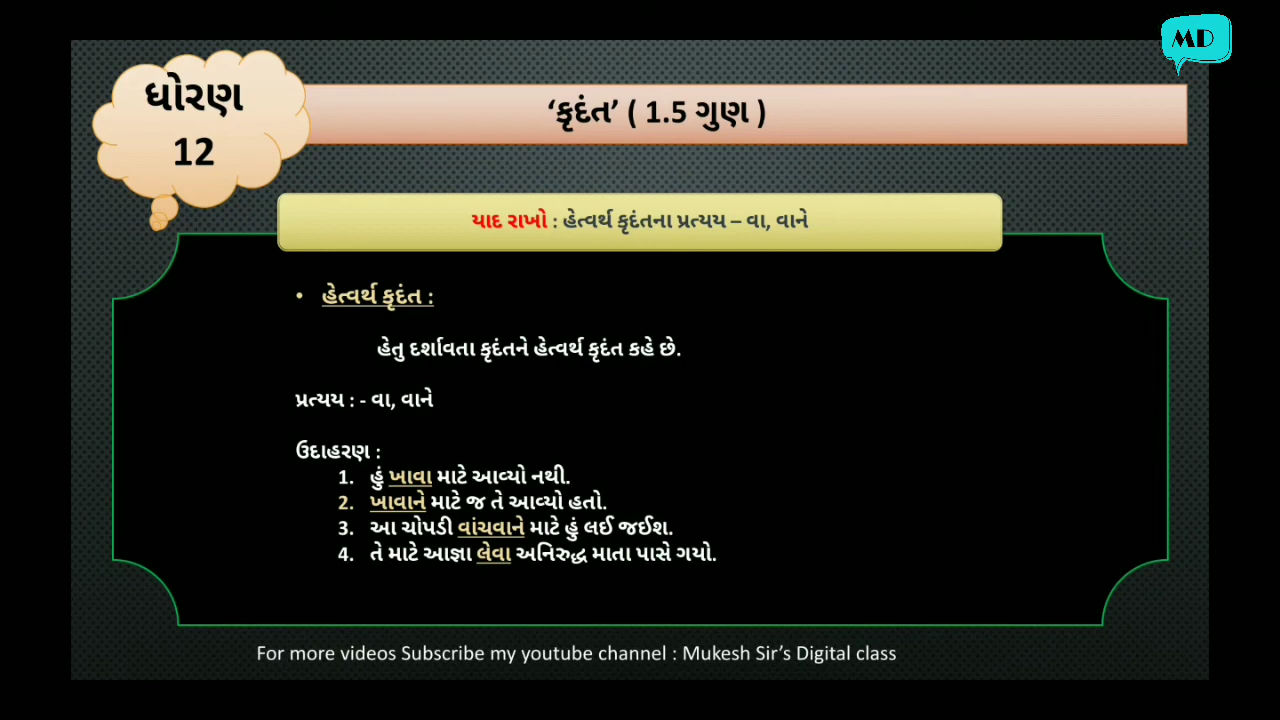 MD
ધોરણ
12
‘કૃદંત’ ( 1.5 ગુણ )
યાદ રાખો : હેત્વર્થ કૃદંતના પ્રત્યય – વા, વાને
• હેત્વર્થ કૃદંત :
હેતુ દર્શાવતા કૃદંતને હેત્વર્થ કૃદંત કહે છે.
પ્રત્યય : - વા, વાને
ઉદાહરણ :
1. હું ખાવા માટે આવ્યો નથી.
2. ખાવાને માટે જ તે આવ્યો હતો.
3. આ ચોપડી વાંચવાને માટે હું લઈ જઈશ.
4. તે માટે આજ્ઞા લેવા અનિરુદ્ધ માતા પાસે ગયો.
For more videos Subscribe my youtube channel : Mukesh Sir’s Digital class